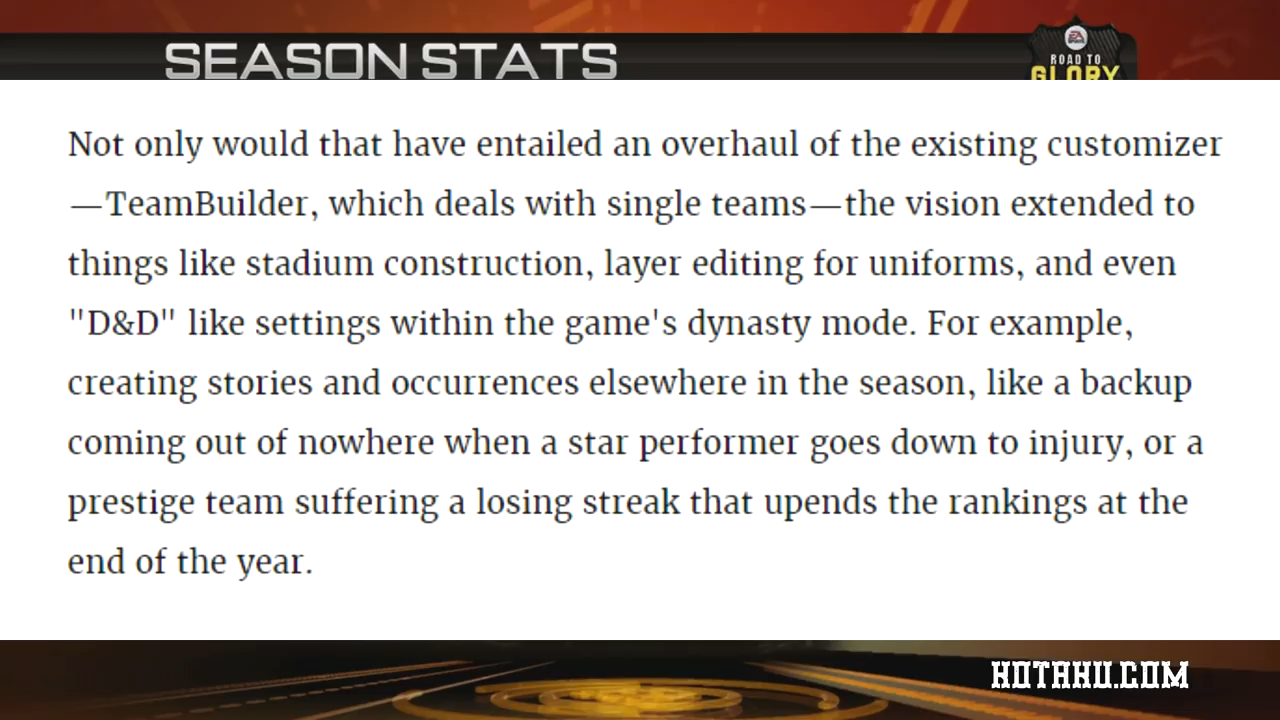 SEASON STATS
EA
SPORTS
ROAD TO
GLORY
Not only would that have entailed an overhaul of the existing customizer
—TeamBuilder, which deals with single teams—the vision extended to
things like stadium construction, layer editing for uniforms, and even
"D&D" like settings within the game's dynasty mode. For example,
creating stories and occurrences elsewhere in the season, like a backup
coming out of nowhere when a star performer goes down to injury, or a
prestige team suffering a losing streak that upends the rankings at the
end of the year.
KOTAKU.COM